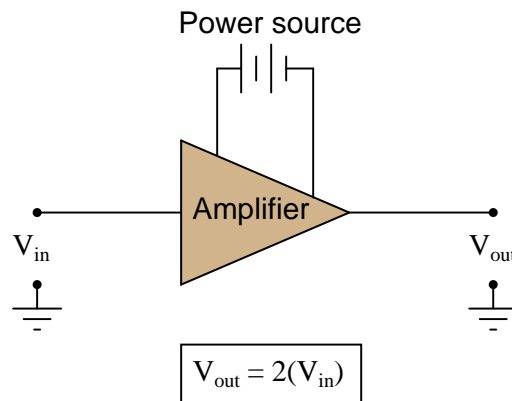 Power source
Amplifier
V_in
V_out
V_out = 2(V_in)